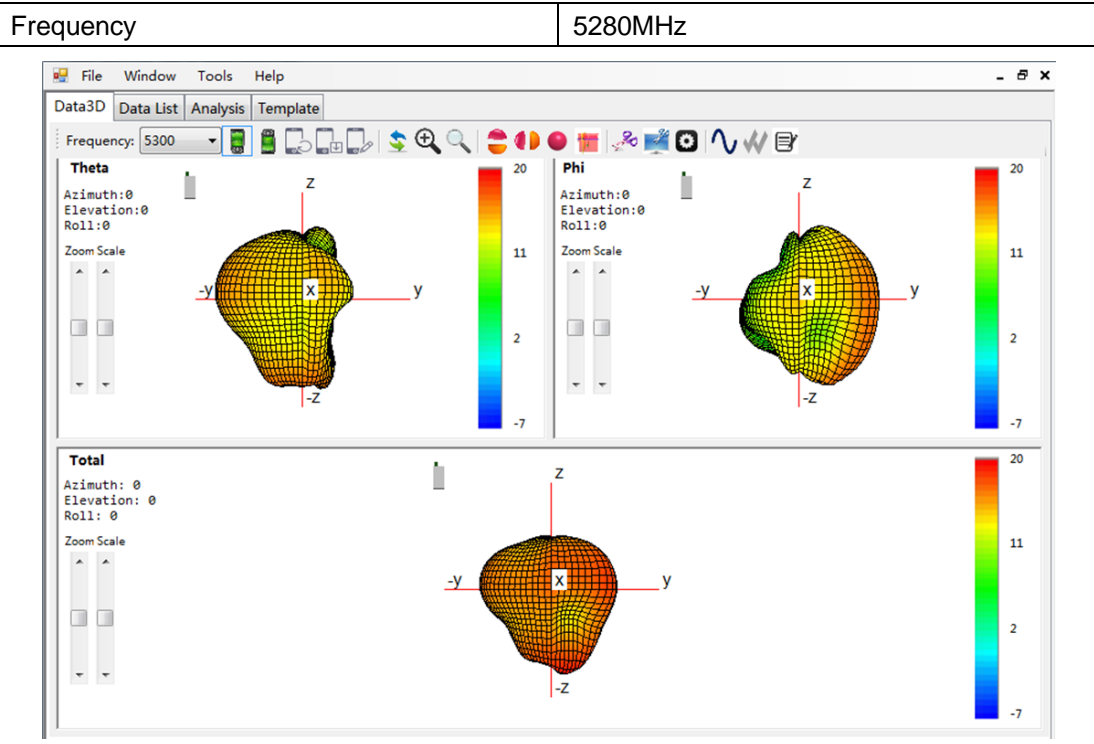 Frequency 5280MHz
File Window Tools Help
Data3D Data List Analysis Template
Frequency: 5300
Theta
Azimuth:0
Elevation:0
Roll:0
Zoom Scale
z
-y
x
y
-z
20
11
2
-7
Phi
Azimuth:0
Elevation:0
Roll:0
Zoom Scale
z
-y
x
y
-z
20
11
2
-7
Total
Azimuth: 0
Elevation: 0
Roll: 0
Zoom Scale
z
-y
x
y
-z
20
11
2
-7